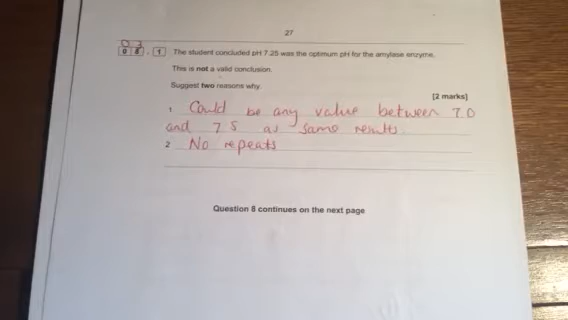 27
0 8 . 1 The student concluded pH 7.25 was the optimum pH for the amylase enzyme.
This is not a valid conclusion.
Suggest two reasons why.
[2 marks]
1 Could be any value between 7.0
and 7.5 as same results.
2 No repeats
Question 8 continues on the next page